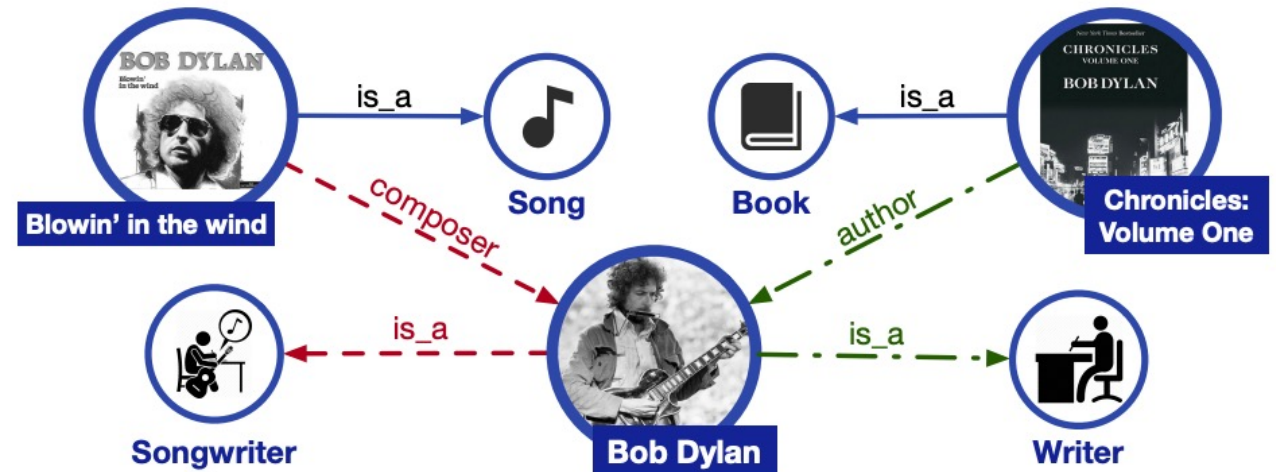 BOB DYLAN
Blowin'
in the wind
Blowin' in the wind
is_a
Song
Book
is_a
New York Times Bestseller
CHRONICLES
VOLUME ONE
BOB DYLAN
Chronicles:
Volume One
composer
author
is_a
Songwriter
Bob Dylan
is_a
Writer